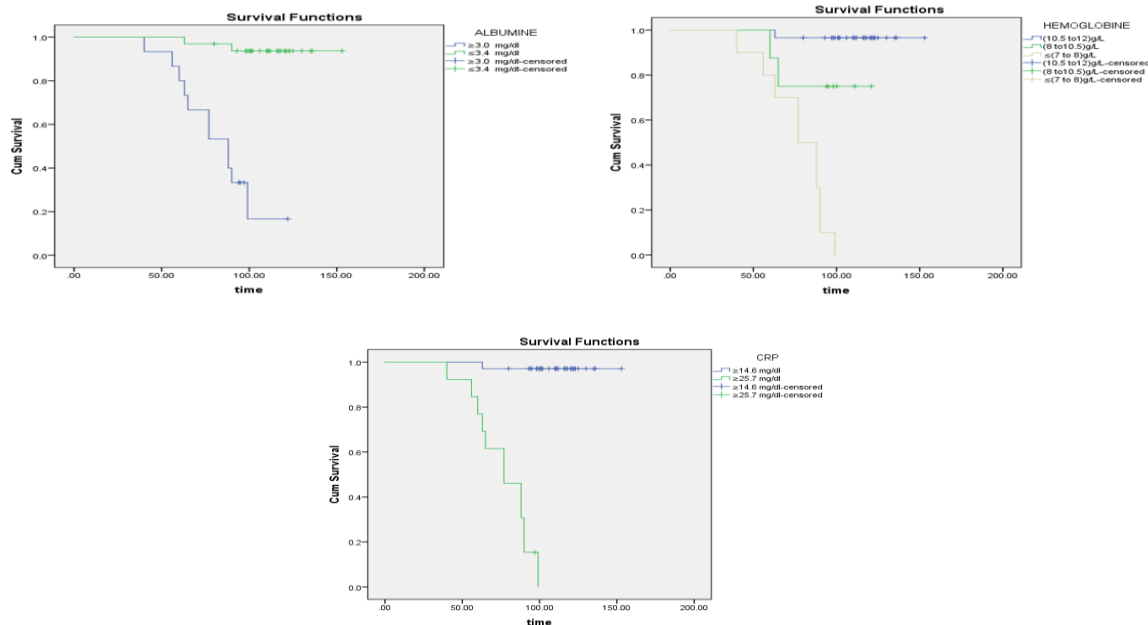 Survival Functions
ALBUMINE
≥3.0 mg/dl
≤3.4 mg/dl
≥3.0 mg/dl-censored
≤3.4 mg/dl-censored
1.0
0.8
0.6
0.4
0.2
0.0
Cum Survival
.00 50.00 100.00 150.00 200.00
time
Survival Functions
HEMOGLOBINE
(10.5 to12)g/L
(8 to10.5)g/L
≤(7 to 8)g/L
(10.5 to12)g/L-censored
(8 to10.5)g/L-censored
≤(7 to 8)g/L-censored
1.0
0.8
0.6
0.4
0.2
0.0
Cum Survival
.00 50.00 100.00 150.00 200.00
time
Survival Functions
CRP
≥14.6 mg/dl
≥25.7 mg/dl
≥14.6 mg/dl-censored
≥25.7 mg/dl-censored
1.0
0.8
0.6
0.4
0.2
0.0
Cum Survival
.00 50.00 100.00 150.00 200.00
time